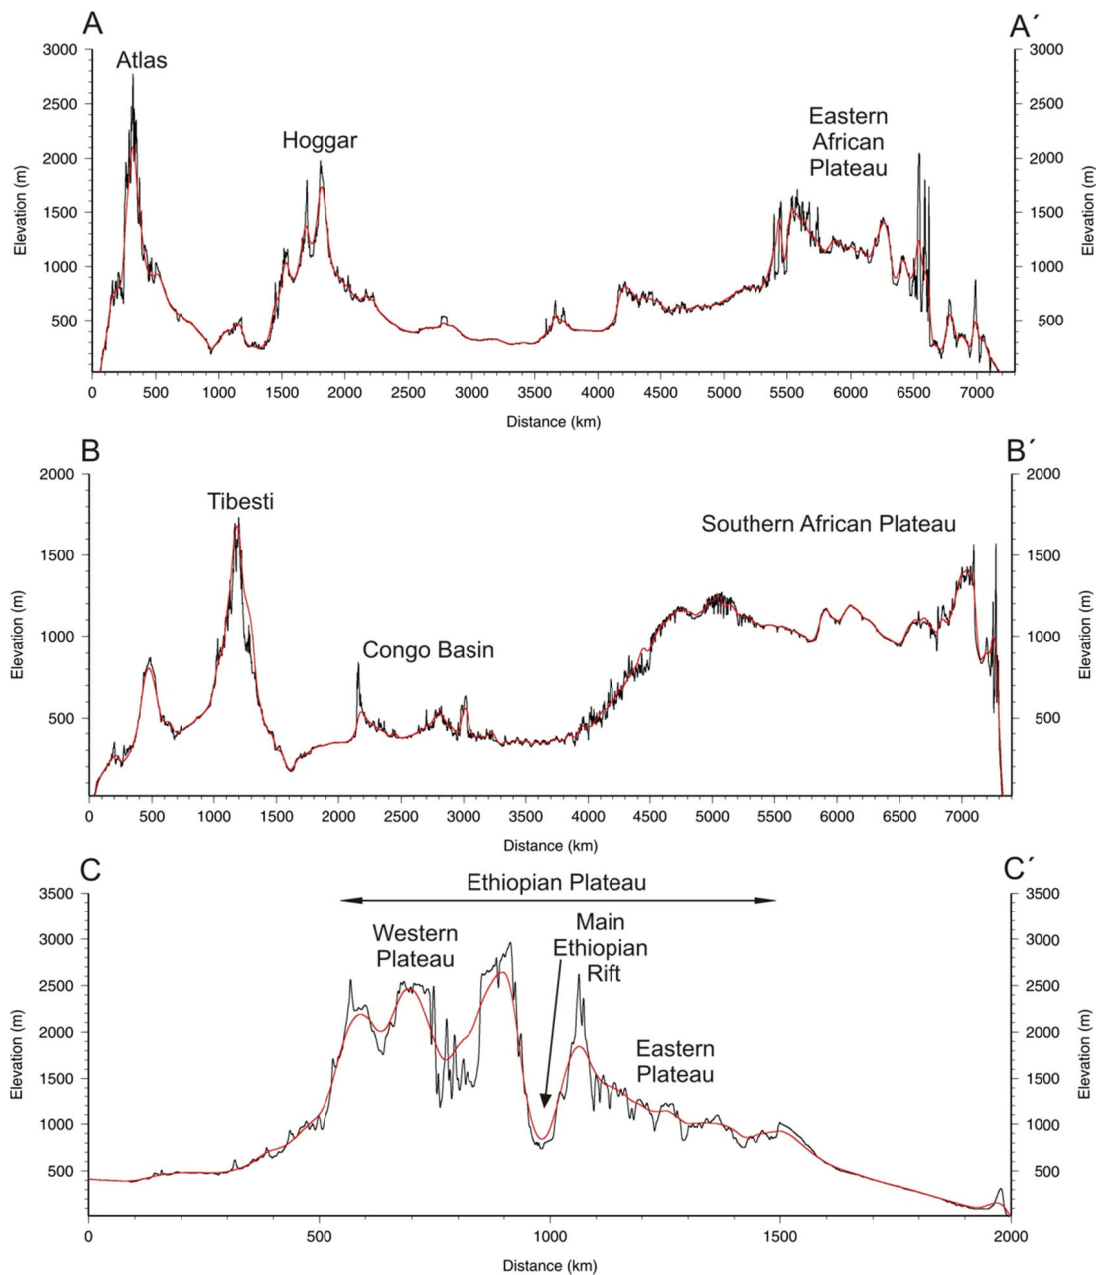 A A´
3000 3000
Atlas
2500 2500
Eastern
African
Plateau
Hoggar
2000 2000
Elevation (m) Elevation (m)
1500 1500
1000 1000
500 500
0 500 1000 1500 2000 2500 3000 3500 4000 4500 5000 5500 6000 6500 7000
Distance (km)
B B´
2000 2000
Tibesti
Southern African Plateau
1500 1500
Elevation (m) Elevation (m)
1000 1000
Congo Basin
500 500
0 500 1000 1500 2000 2500 3000 3500 4000 4500 5000 5500 6000 6500 7000
Distance (km)
C C´
Ethiopian Plateau
3500 3500
Western
Plateau
Main
Ethiopian
Rift
3000 3000
2500 2500
Elevation (m) Elevation (m)
2000 2000
Eastern
Plateau
1500 1500
1000 1000
500 500
0 500 1000 1500 2000
Distance (km)